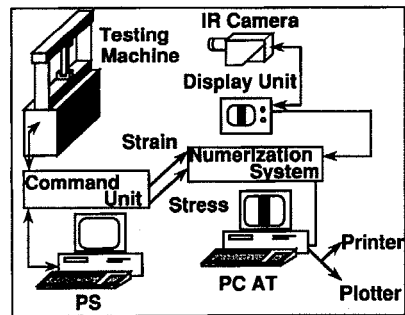 Testing
Machine
IR Camera
Display Unit
Strain
Numerization
System
Command
Unit
Stress
PS
PC AT
Printer
Plotter